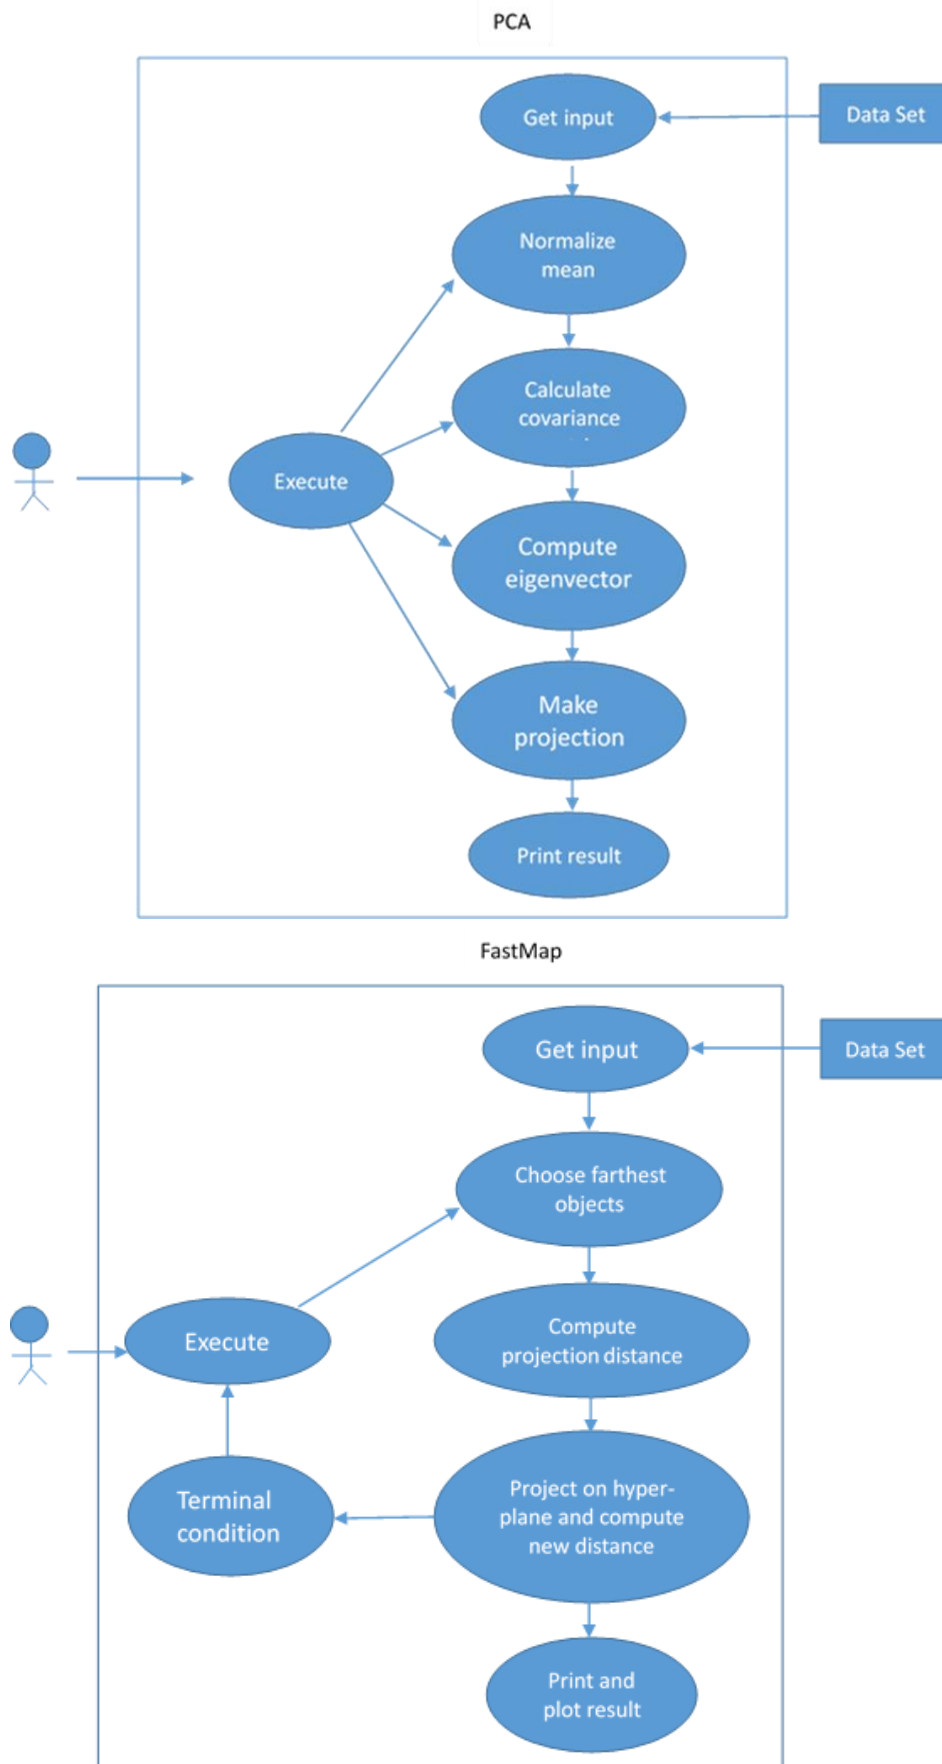 PCA
Get input
Data Set
Normalize
mean
Calculate
covariance
Execute
Compute
eigenvector
Make
projection
Print result
FastMap
Get input
Data Set
Choose farthest
objects
Execute
Compute
projection distance
Terminal
condition
Project on hyper-
plane and compute
new distance
Print and
plot result